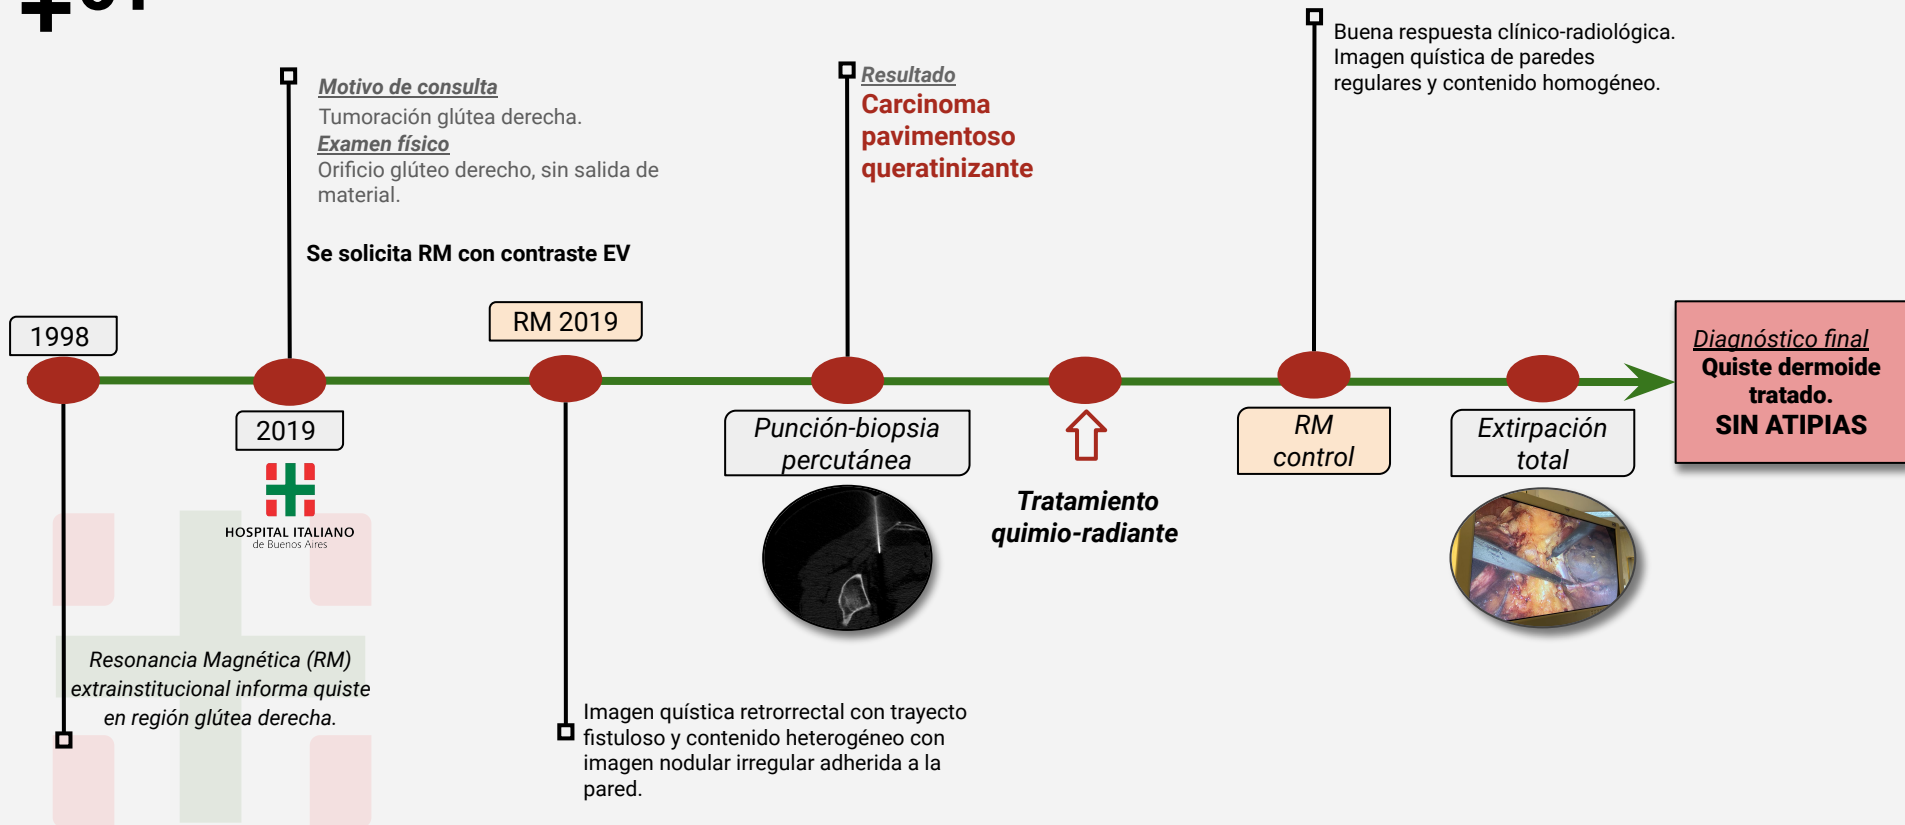 1998
Resonancia Magnética (RM)
extrainstitucional informa quiste
en región glútea derecha.
Motivo de consulta
Tumoración glútea derecha.
Examen físico
Orificio glúteo derecho, sin salida de
material.
Se solicita RM con contraste EV
2019
HOSPITAL ITALIANO
de Buenos Aires
RM 2019
Imagen quística retrorrectal con trayecto
fistuloso y contenido heterogéneo con
imagen nodular irregular adherida a la
pared.
Resultado
Carcinoma
pavimentoso
queratinizante
Punción-biopsia
percutánea
Tratamiento
quimio-radiante
Buena respuesta clínico-radiológica.
Imagen quística de paredes
regulares y contenido homogéneo.
RM
control
Extirpación
total
Diagnóstico final
Quiste dermoide
tratado.
SIN ATIPIAS